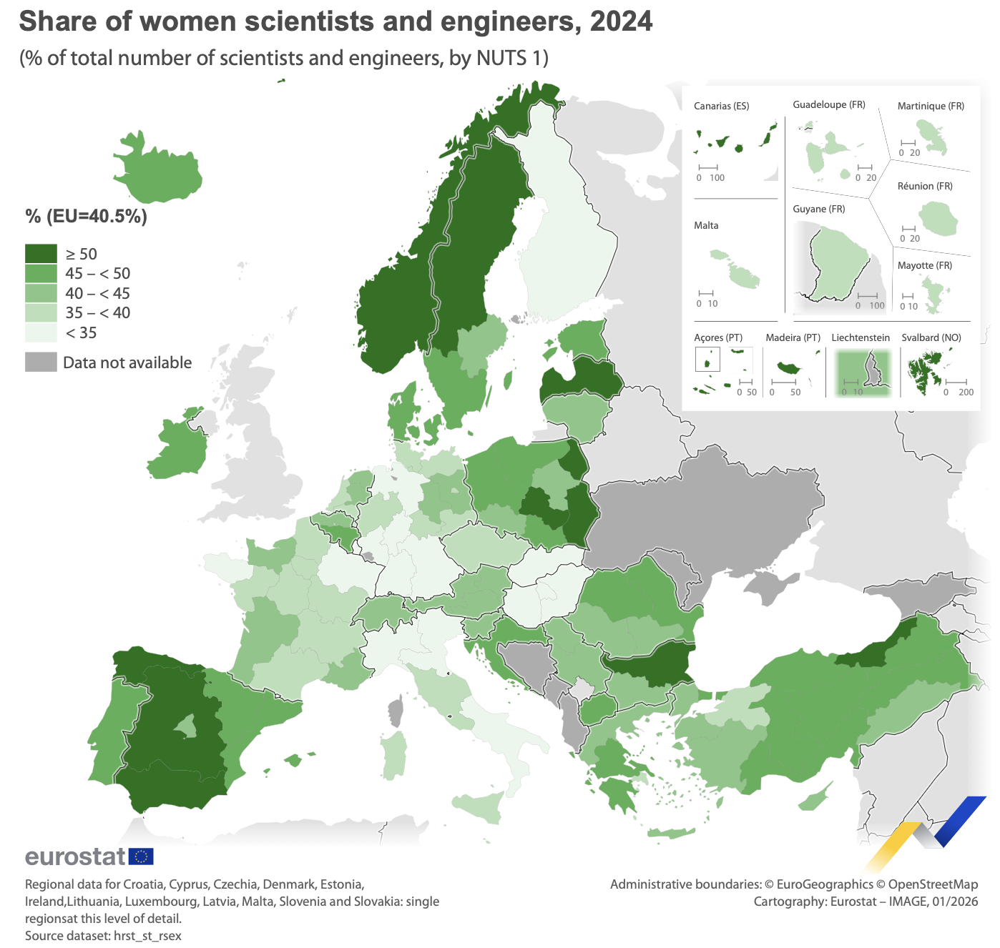 Share of women scientists and engineers, 2024
(% of total number of scientists and engineers, by NUTS 1)
% (EU=40.5%)
≥ 50
45 – < 50
40 – < 45
35 – < 40
< 35
Data not available
Canarias (ES)
0 100
Guadeloupe (FR)
0 20
Martinique (FR)
0 20
Réunion (FR)
0 20
Guyane (FR)
0 100
Mayotte (FR)
0 10
Malta
0 10
Açores (PT)
0 50
Madeira (PT)
0 50
Liechtenstein
0 10
Svalbard (NO)
0 200
eurostat
Regional data for Croatia, Cyprus, Czechia, Denmark, Estonia,
Ireland,Lithuania, Luxembourg, Latvia, Malta, Slovenia and Slovakia: single
regionsat this level of detail.
Source dataset: hrst_st_rsex
Administrative boundaries: © EuroGeographics © OpenStreetMap
Cartography: Eurostat – IMAGE, 01/2026